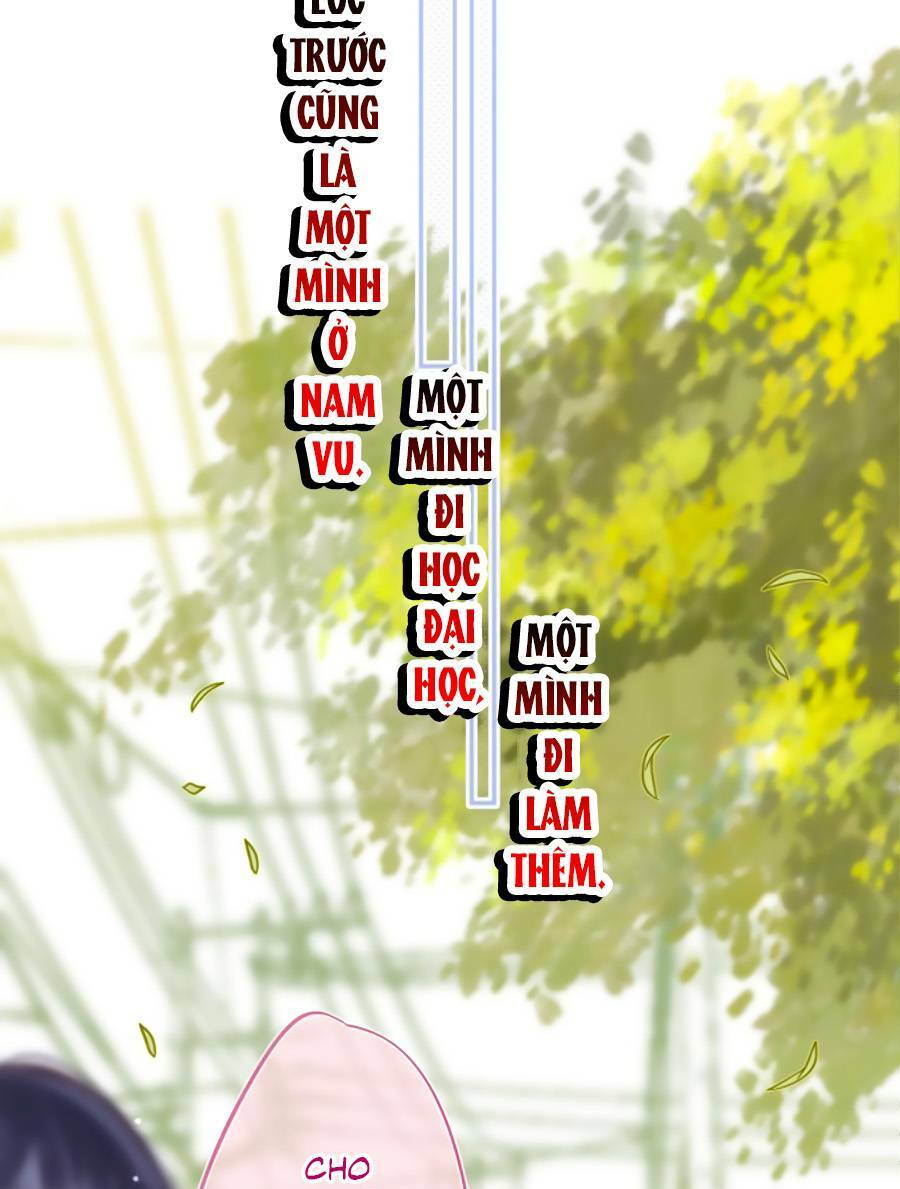 LÚC
TRƯỚC
CŨNG
LÀ
MỘT
MÌNH
Ở
NAM
VU.
MỘT
MÌNH
ĐI
HỌC
ĐẠI
HỌC,
MỘT
MÌNH
ĐI
LÀM
THÊM.
CHO